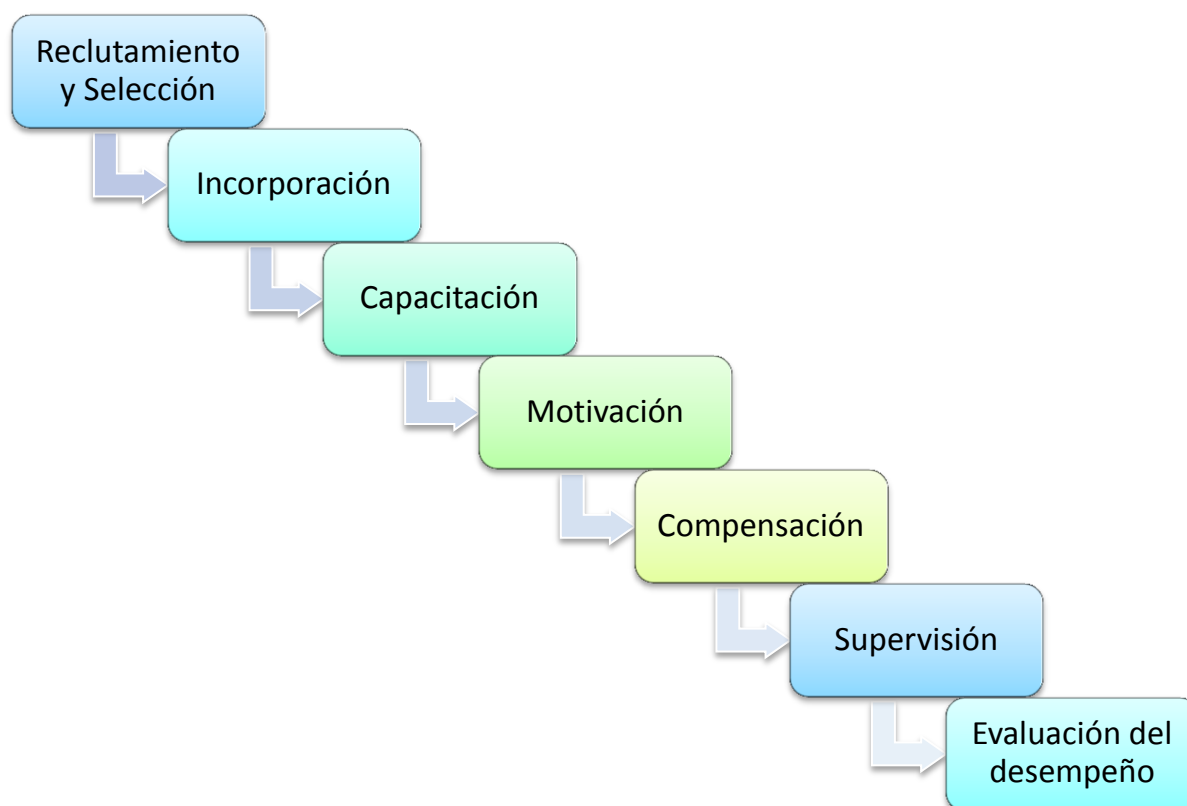 Reclutamiento
y Selección
Incorporación
Capacitación
Motivación
Compensación
Supervisión
Evaluación del
desempeño